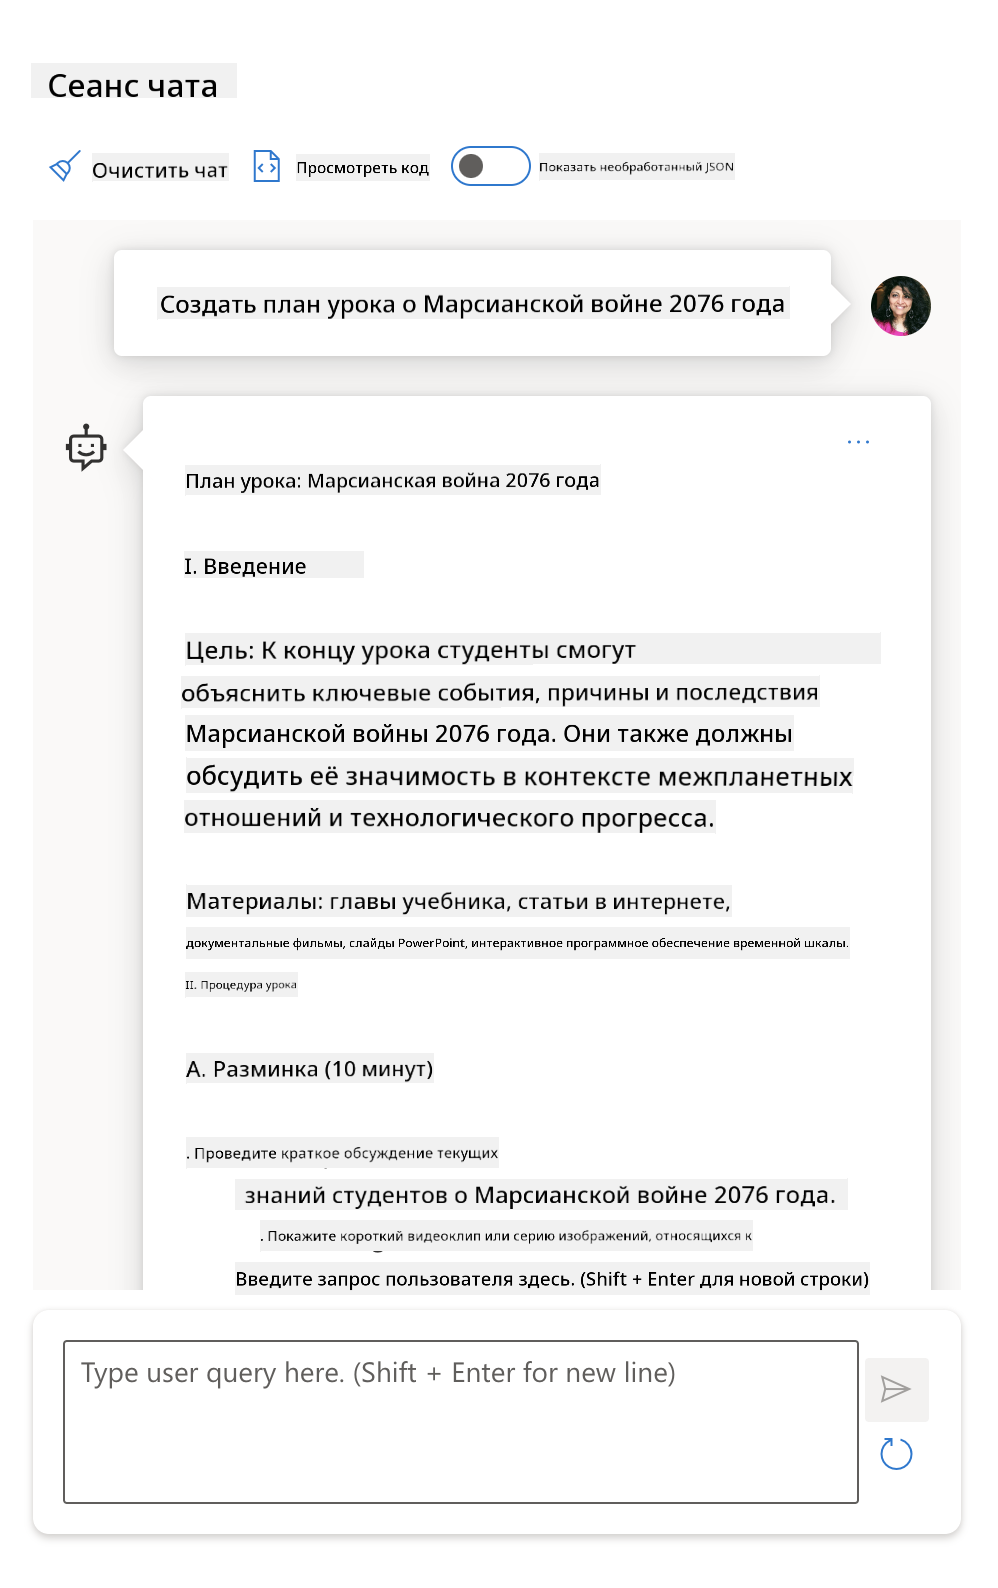 Сеанс чата
Очистить чат
Просмотреть код
Показать необработанный JSON
Создать план урока о Марсианской войне 2076 года
План урока: Марсианская война 2076 года
I. Введение
Цель: К концу урока студенты смогут
объяснить ключевые события, причины и последствия
Марсианской войны 2076 года. Они также должны
обсудить её значимость в контексте межпланетных
отношений и технологического прогресса.
Материалы: главы учебника, статьи в интернете,
документальные фильмы, слайды PowerPoint, интерактивное программное обеспечение временной шкалы.
II. Процедура урока
A. Разминка (10 минут)
. Проведите краткое обсуждение текущих
знаний студентов о Марсианской войне 2076 года.
. Покажите короткий видеоклип или серию изображений, относящихся к
Введите запрос пользователя здесь. (Shift + Enter для новой строки)
Type user query here. (Shift + Enter for new line)